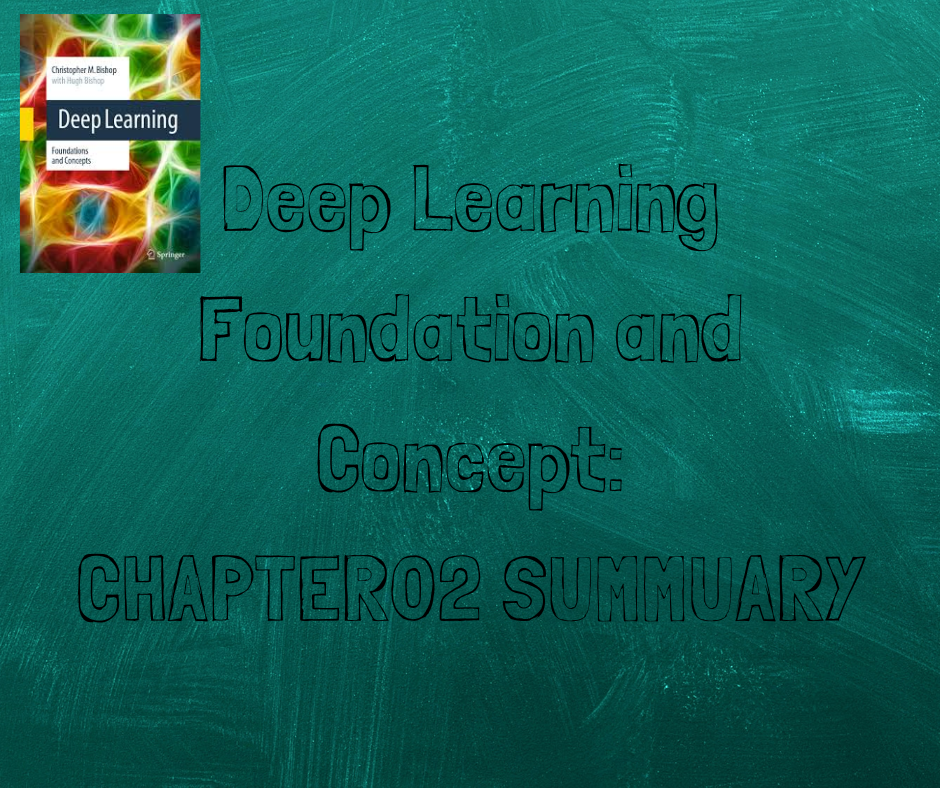 Christopher M. Bishop
with Hugh Bishop
Deep Learning
Foundations
and Concepts
Springer
Deep Learning
Foundation and
Concept:
CHAPTER02 SUMMUARY